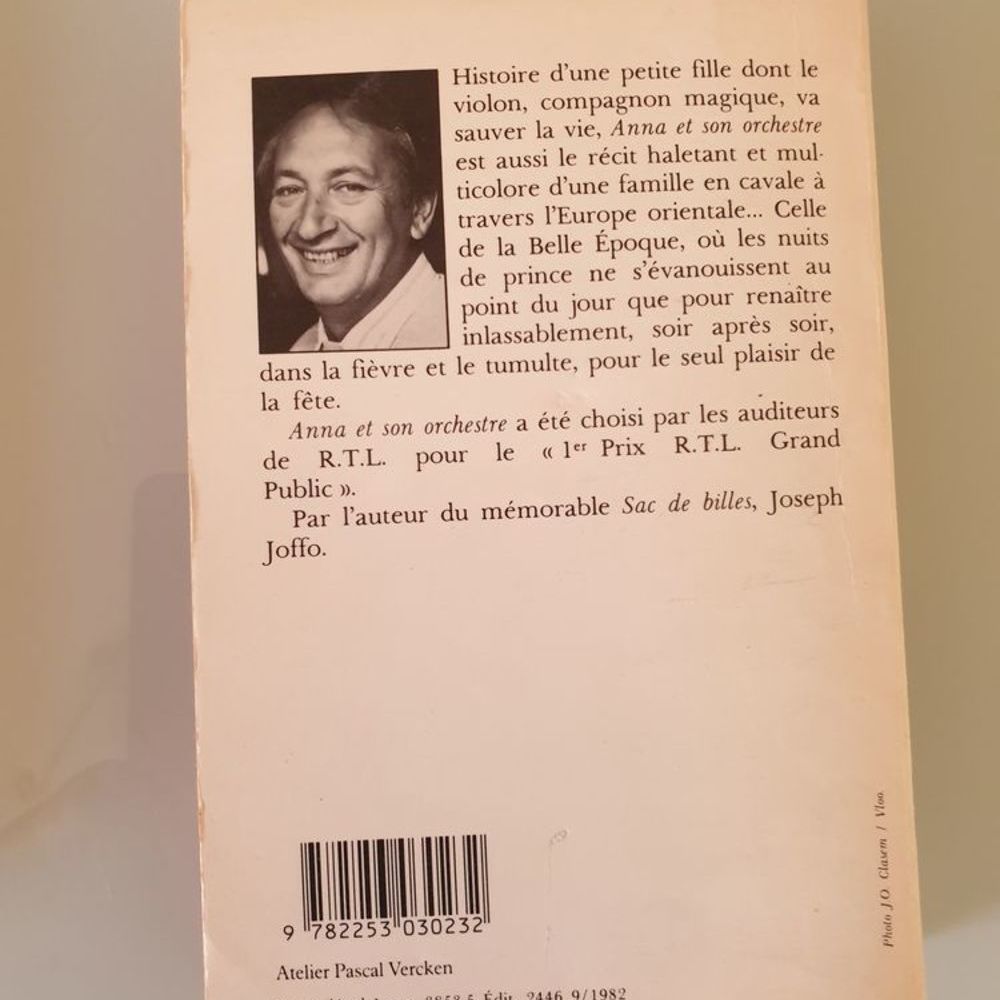 Histoire d'une petite fille dont le
violon, compagnon magique, va
sauver la vie, Anna et son orchestre
est aussi le récit haletant et mul-
ticolore d'une famille en cavale à
travers l'Europe orientale... Celle
de la Belle Époque, où les nuits
de prince ne s'évanouissent au
point du jour que pour renaître
inlassablement, soir après soir,
dans la fièvre et le tumulte, pour le seul plaisir de
la fête.
Anna et son orchestre a été choisi par les auditeurs
de R.T.L. pour le « 1er Prix R.T.L. Grand
Public ».
Par l'auteur du mémorable Sac de billes, Joseph
Joffo.
Photo J.O. Clasem / Vloo.
9 782253 030232
Atelier Pascal Vercken
Édit. 2446 9/1982